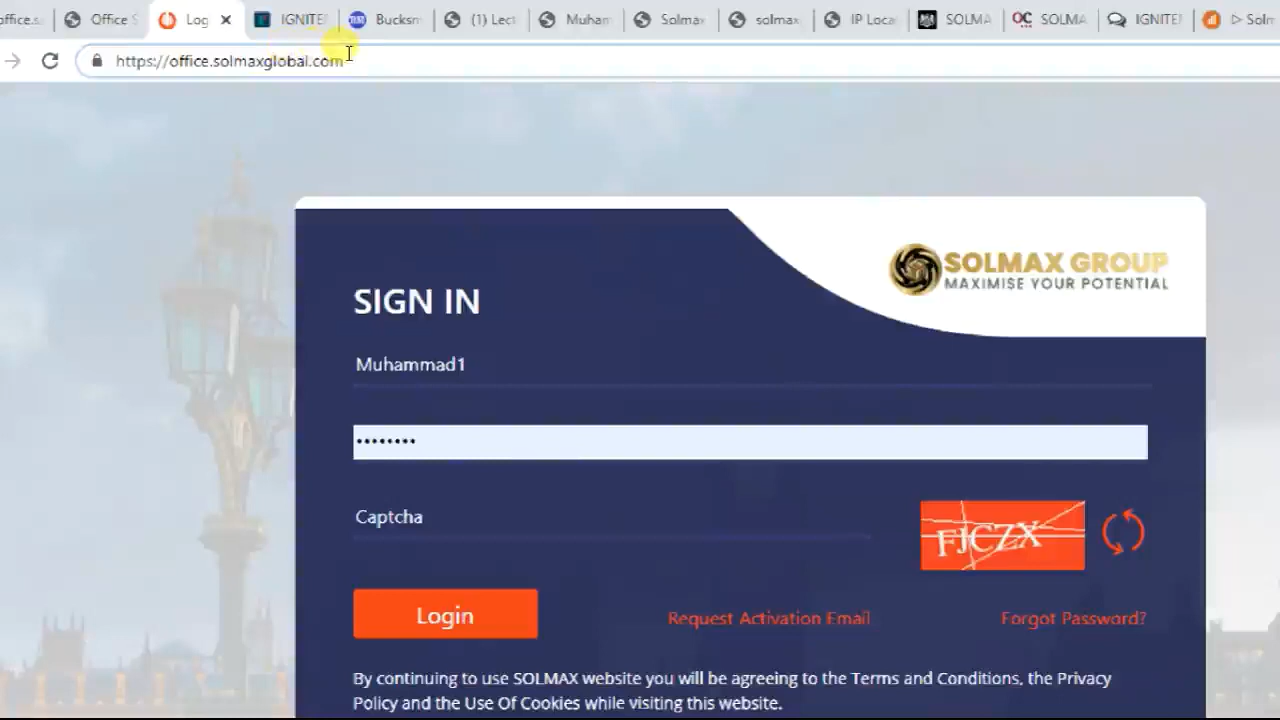 office.s
Office S
Log
IGNITE
Bucksm
(1) Lect
Muham
Solmax
solmax
IP Loca
SOLMA
SOLMA
IGNITE
Solm
https://office.solmaxglobal.com
SOLMAX GROUP
MAXIMISE YOUR POTENTIAL
SIGN IN
Muhammad1
Captcha
FJCZX
Login
Request Activation Email
Forgot Password?
By continuing to use SOLMAX website you will be agreeing to the Terms and Conditions, the Privacy
Policy and the Use Of Cookies while visiting this website.